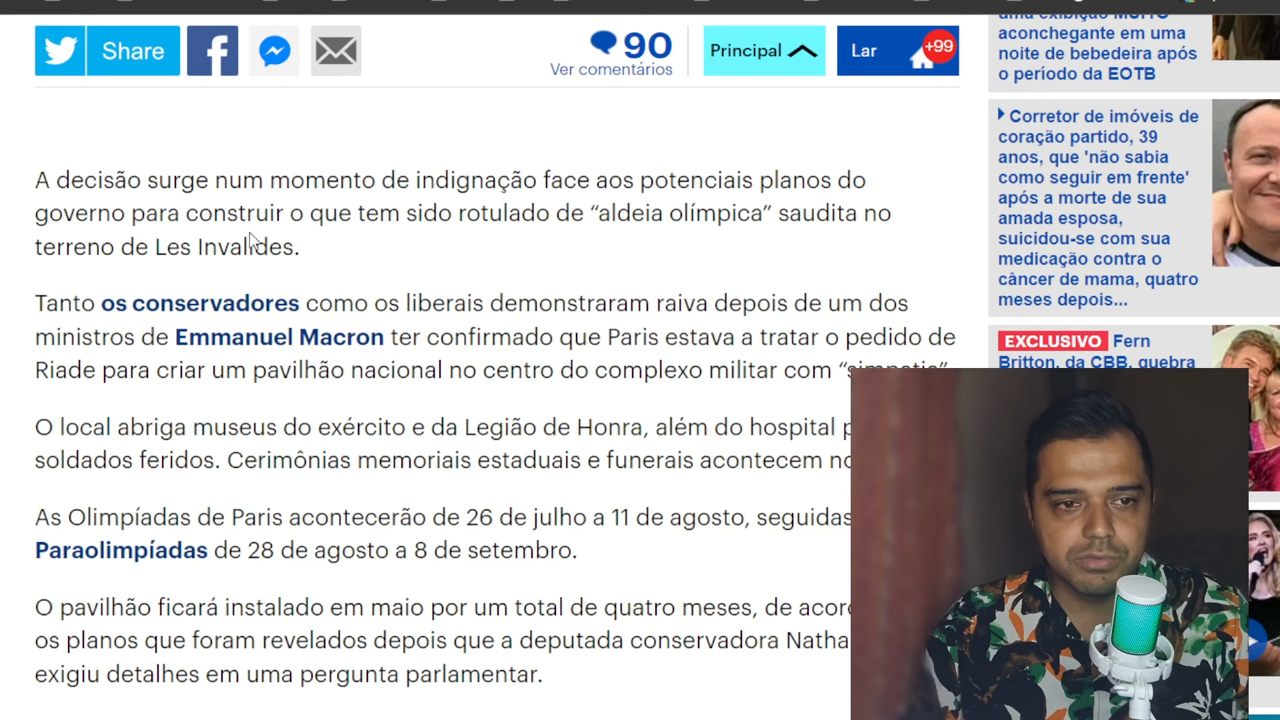 Share
90
Ver comentários
Principal
Lar
+99
A decisão surge num momento de indignação face aos potenciais planos do
governo para construir o que tem sido rotulado de “aldeia olímpica” saudita no
terreno de Les Invalides.
Tanto os conservadores como os liberais demonstraram raiva depois de um dos
ministros de Emmanuel Macron ter confirmado que Paris estava a tratar o pedido de
Riade para criar um pavilhão nacional no centro do complexo militar com
O local abriga museus do exército e da Legião de Honra, além do hospital
soldados feridos. Cerimônias memoriais estaduais e funerais acontecem
As Olimpíadas de Paris acontecerão de 26 de julho a 11 de agosto, seguidas
Paraolimpíadas de 28 de agosto a 8 de setembro.
O pavilhão ficará instalado em maio por um total de quatro meses, de
os planos que foram revelados depois que a deputada conservadora
exigiu detalhes em uma pergunta parlamentar.
uma exibição MUITO
aconchegante em uma
noite de bebedeira após
o período da EOTB
Corretor de imóveis de
coração partido, 39
anos, que 'não sabia
como seguir em frente'
após a morte de sua
amada esposa,
suicidou-se com sua
medicação contra o
câncer de mama, quatro
meses depois...
EXCLUSIVO Fern
Britton, da CBB, quebra